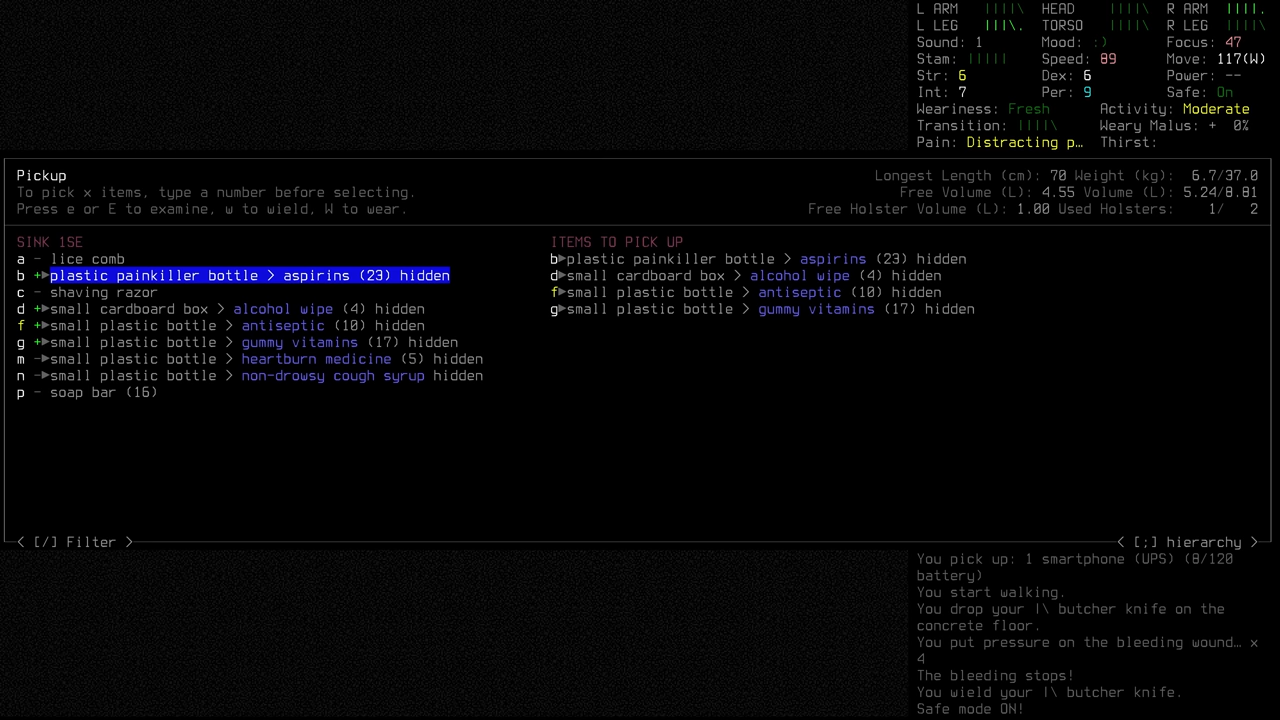 L ARM ||||\ HEAD ||||\ R ARM ||||.
L LEG |||\. TORSO ||||\ R LEG ||||\
Sound: 1 Mood: :) Focus: 47
Stam: ||||| Speed: 89 Move: 117(W)
Str: 6 Dex: 6 Power: --
Int: 7 Per: 9 Safe: On
Weariness: Fresh Activity: Moderate
Transition: ||||\ Weary Malus: + 0%
Pain: Distracting p… Thirst:
Pickup
To pick x items, type a number before selecting.
Press e or E to examine, w to wield, W to wear.
Longest Length (cm): 70 Weight (kg): 6.7/37.0
Free Volume (L): 4.55 Volume (L): 5.24/8.81
Free Holster Volume (L): 1.00 Used Holsters: 1/ 2
SINK 1SE
a - lice comb
b +▶plastic painkiller bottle > aspirins (23) hidden
c - shaving razor
d +▶small cardboard box > alcohol wipe (4) hidden
f +▶small plastic bottle > antiseptic (10) hidden
g +▶small plastic bottle > gummy vitamins (17) hidden
m -▶small plastic bottle > heartburn medicine (5) hidden
n -▶small plastic bottle > non-drowsy cough syrup hidden
p - soap bar (16)
ITEMS TO PICK UP
b▶plastic painkiller bottle > aspirins (23) hidden
d▶small cardboard box > alcohol wipe (4) hidden
f▶small plastic bottle > antiseptic (10) hidden
g▶small plastic bottle > gummy vitamins (17) hidden
< [/] Filter >
< [;] hierarchy >
You pick up: 1 smartphone (UPS) (8/120
battery)
You start walking.
You drop your |\ butcher knife on the
concrete floor.
You put pressure on the bleeding wound… x
4
The bleeding stops!
You wield your |\ butcher knife.
Safe mode ON!